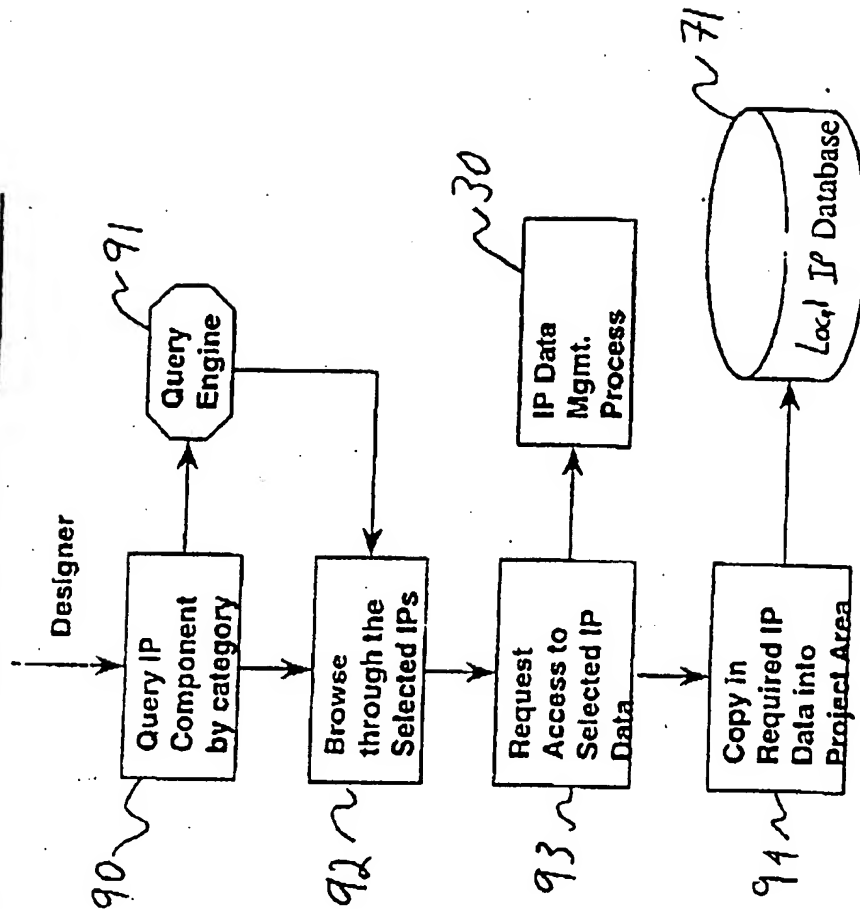 Designer
90
Query IP
Component
by category
Query
Engine
91
92
Browse
through the
Selected IPs
93
Request
Access to
Selected IP
Data
IP Data
Mgmt.
Process
30
94
Copy in
Required IP
Data into
Project Area
Local IP Database
71